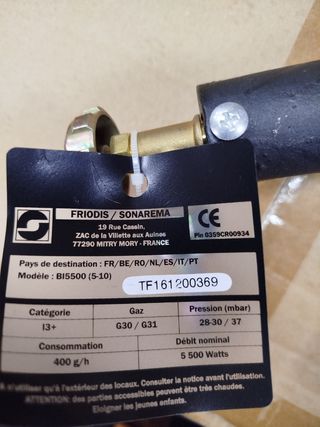 FRIODIS / SONAREMA
19 Rue Casein,
ZAC de la Villette aux Aulnes
77290 MITRY MORY - FRANCE
CE
Pin 0359CR00934
Pays de destination : FR/BE/RO/NL/ES/IT/PT
Modèle : BI5500 (5-10)
TF161200369
Catégorie Gaz Pression (mbar)
I3+ G30 / G31 28-30 / 37
Consommation Débit nominal
400 g/h 5 500 Watts
A n'utiliser qu'à l'extérieur des locaux. Consulter la notice avant l'utilisation.
ATTENTION : des parties accessibles peuvent être très chaudes.
Eloigner les jeunes enfants.